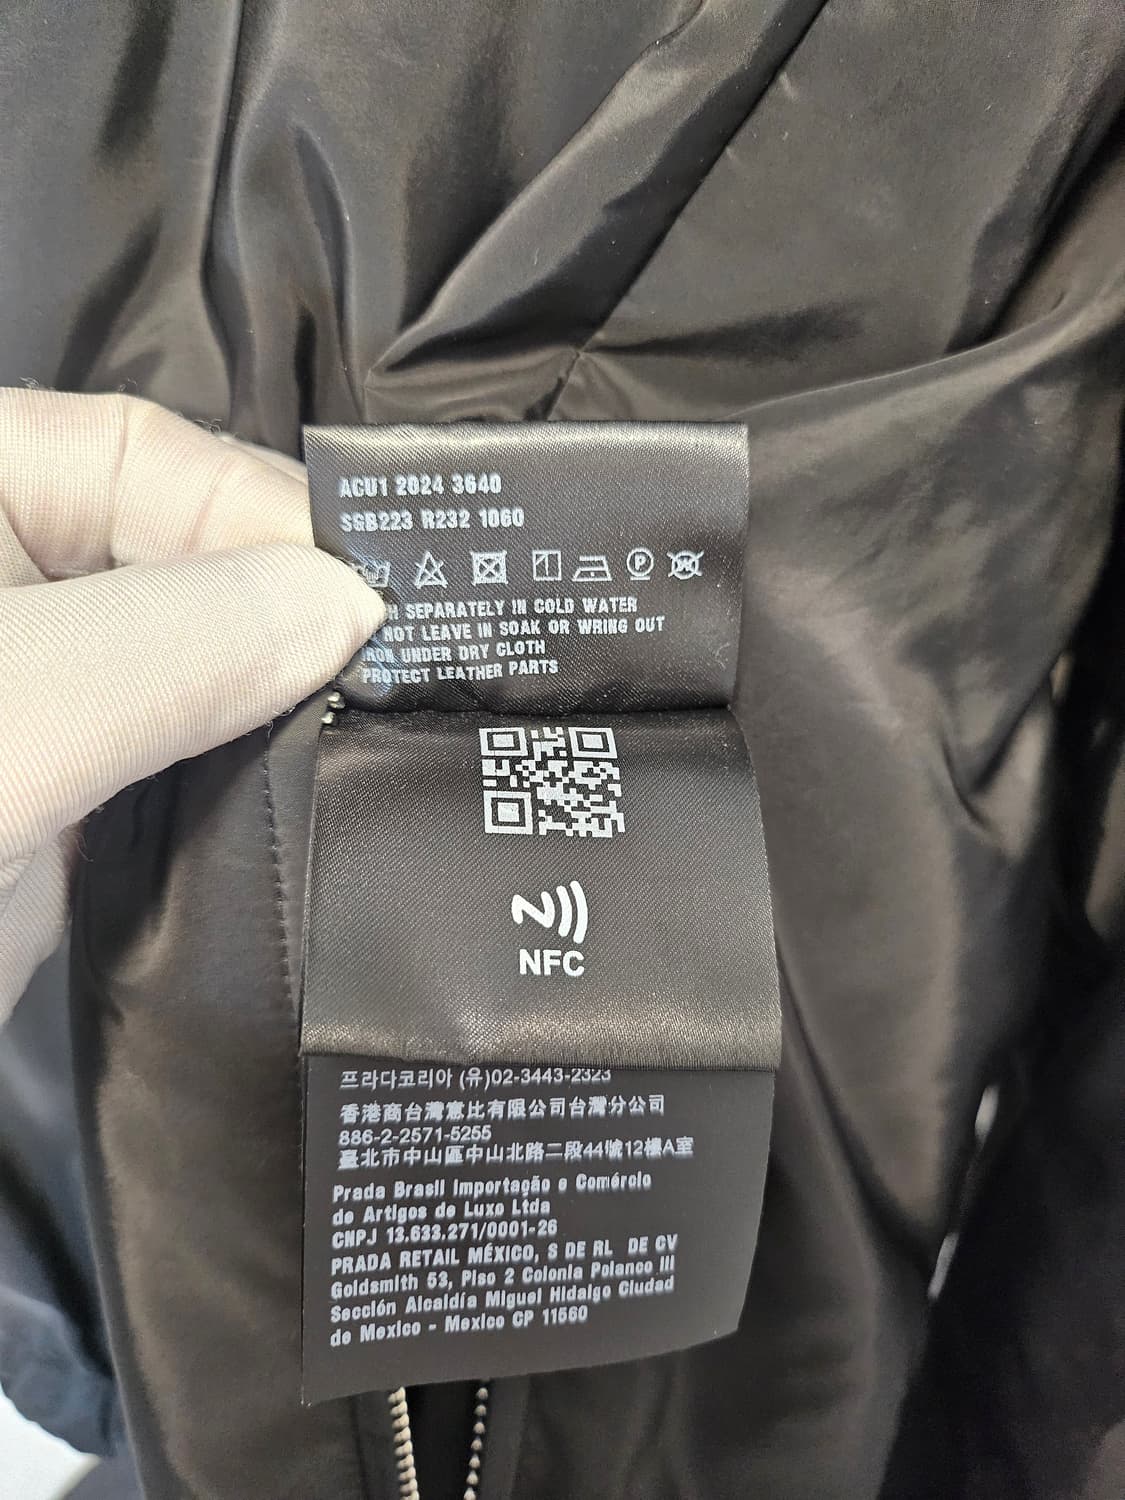 ACU1 2024 3640
SGB223 R232 1060
P
W
SEPARATELY IN COLD WATER
NOT LEAVE IN SOAK OR WRING OUT
UNDER DRY CLOTH
PROTECT LEATHER PARTS
NFC
프라다코리아 (유)02-3443-2323
香港商台灣意比有限公司台灣分公司
886-2-2571-5255
臺北市中山區中山北路二段44號12樓A室
Prada Brasil Importação e Comércio
de Artigos de Luxo Ltda
CNPJ 13.633.271/0001-26
PRADA RETAIL MÉXICO, S DE RL DE CV
Goldsmith 53, Piso 2 Colonia Polanco III
Sección Alcaldía Miguel Hidalgo Ciudad
de Mexico - Mexico CP 11560